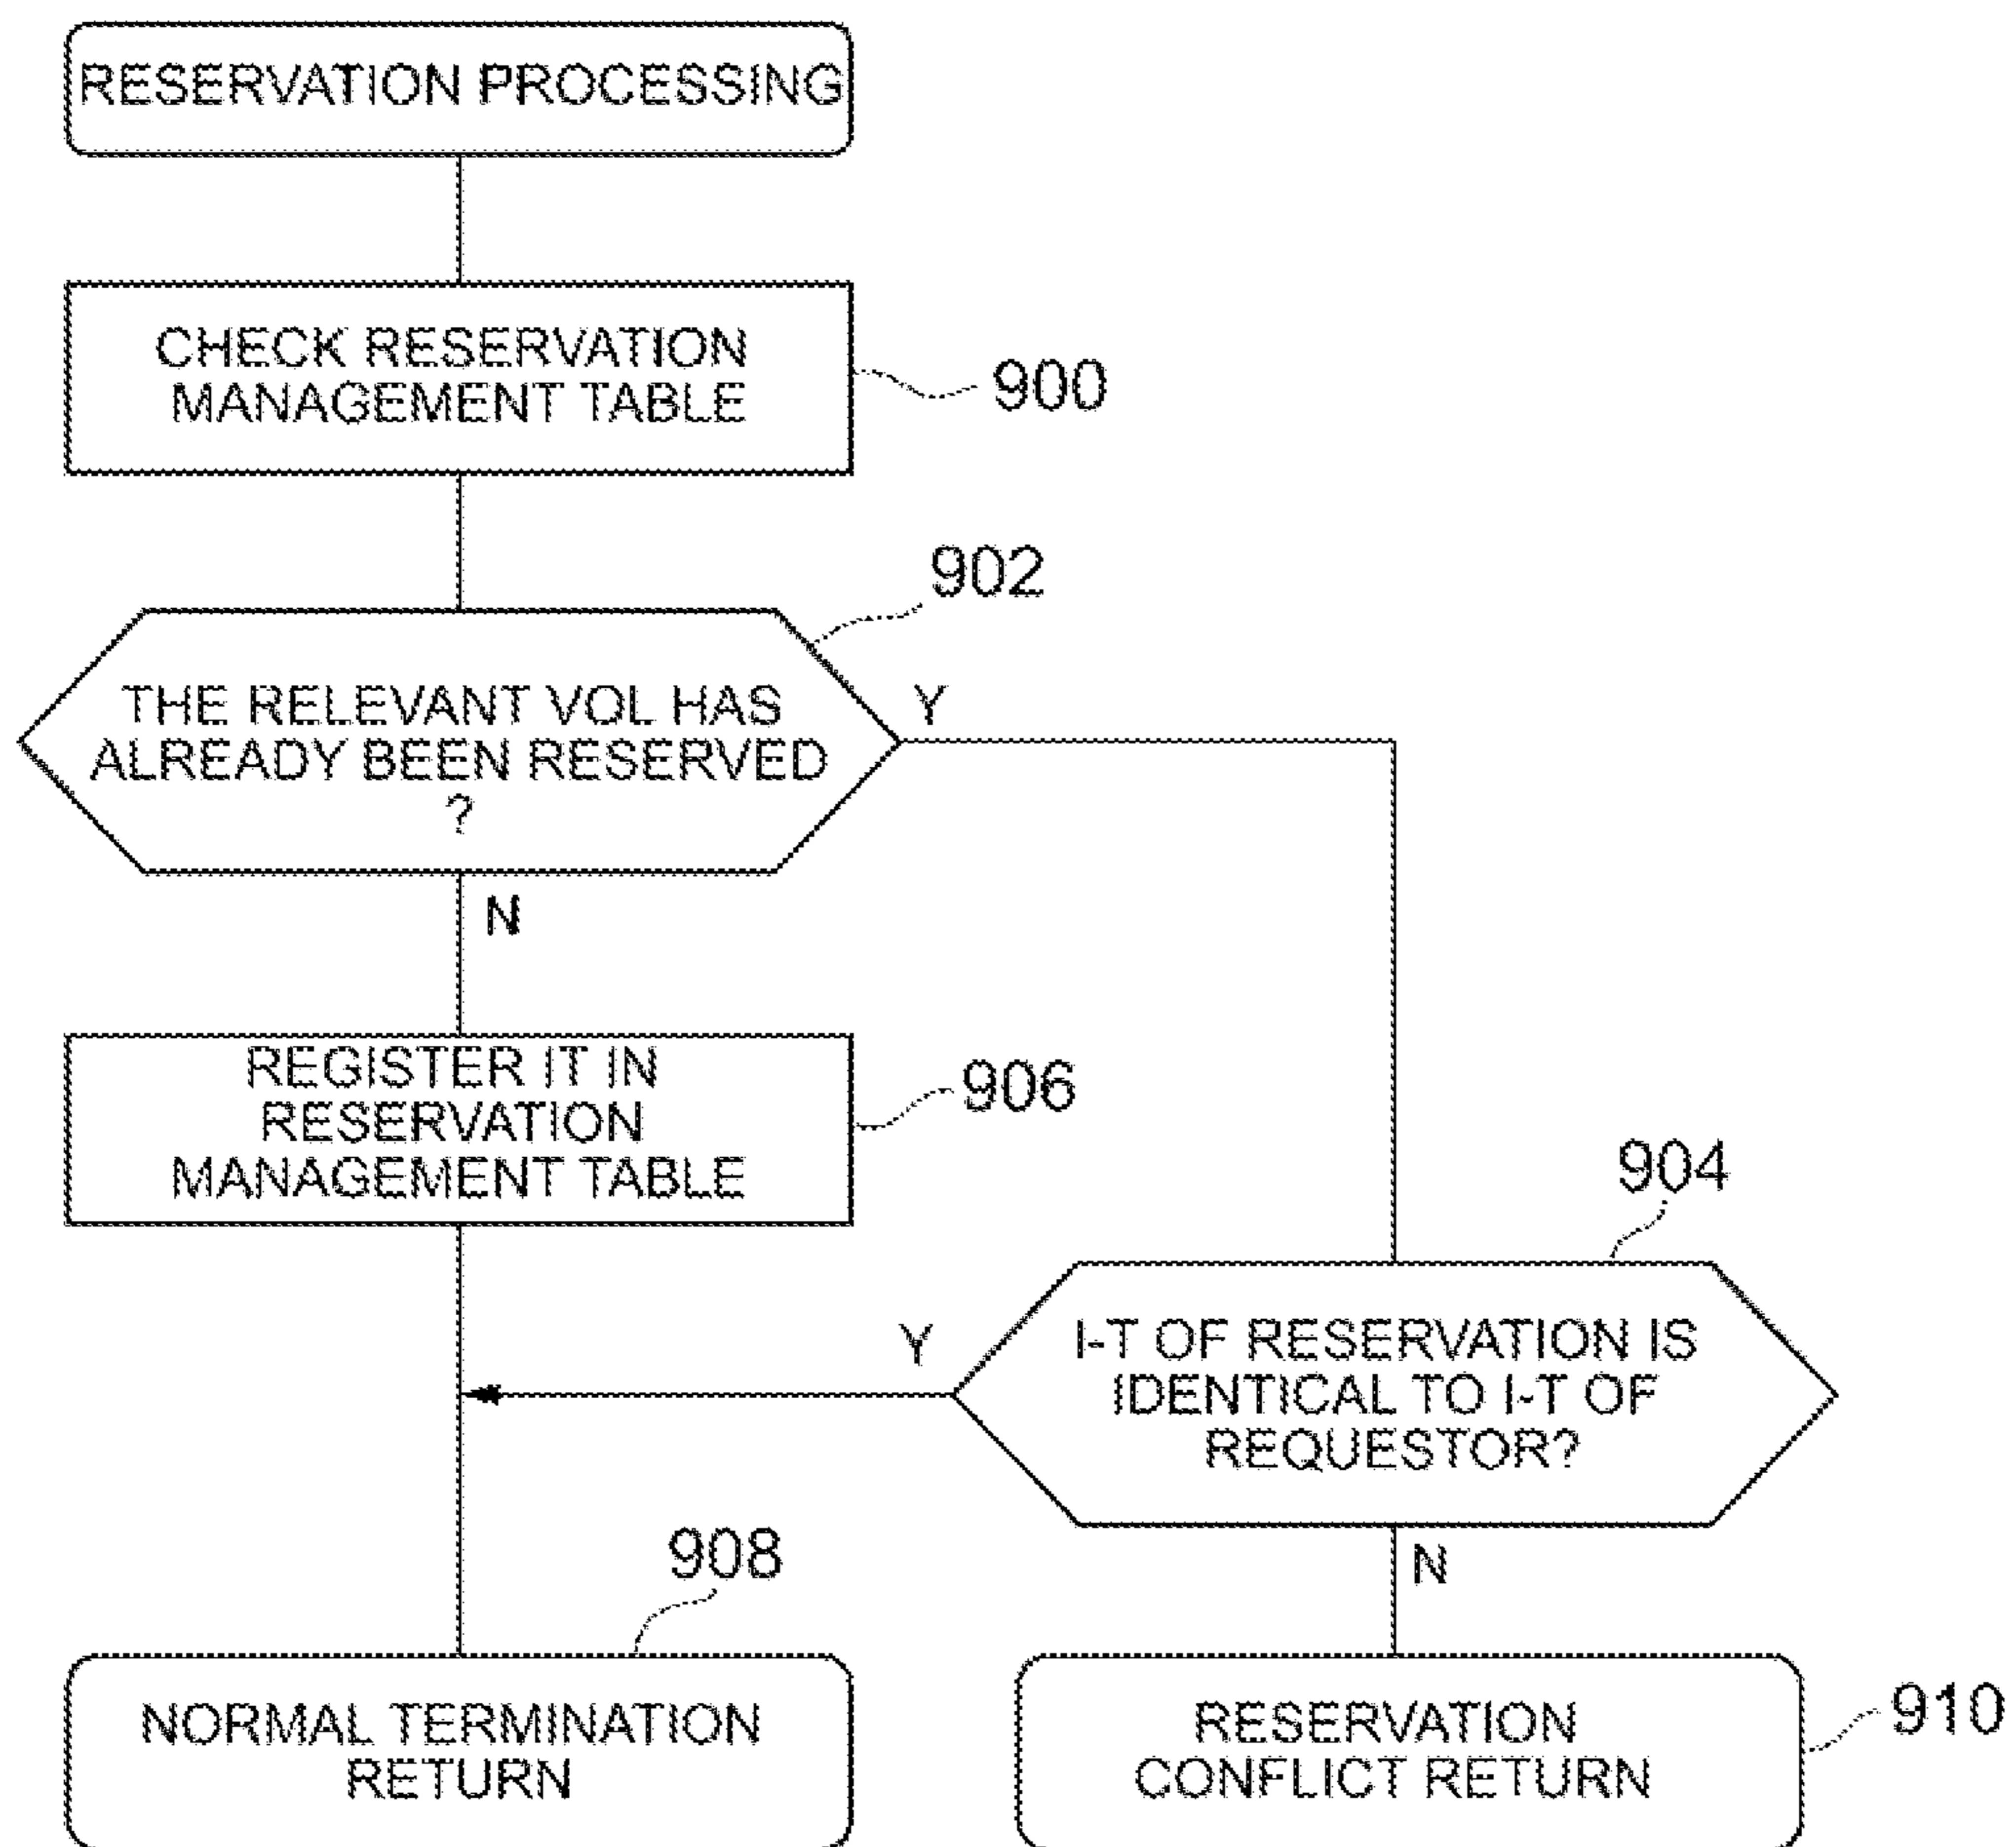 RESERVATION PROCESSING
CHECK RESERVATION
MANAGEMENT TABLE
900
902
THE RELEVANT VOL HAS
ALREADY BEEN RESERVED
?
Y
N
REGISTER IT IN
RESERVATION
MANAGEMENT TABLE
906
904
I-T OF RESERVATION IS
IDENTICAL TO I-T OF
REQUESTOR?
Y
N
908
NORMAL TERMINATION
RETURN
RESERVATION
CONFLICT RETURN
910